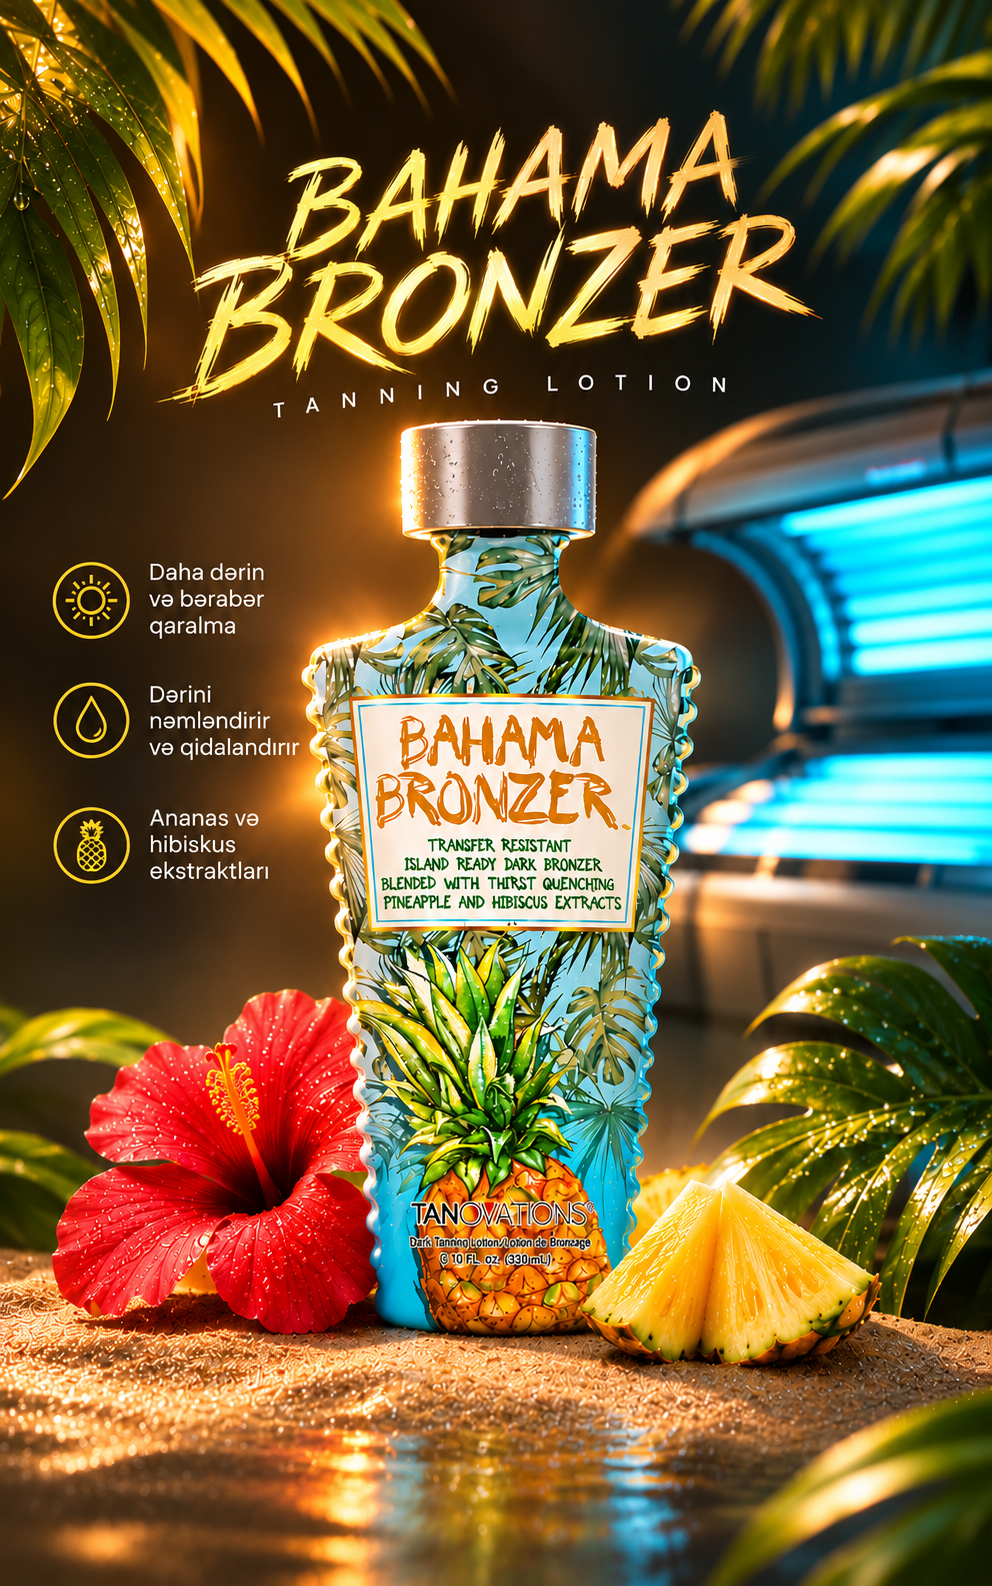 BAHAMA
BRONZER
TANNING LOTION
Daha dərin
və bərabər
qaralma
Dərini
nəmləndirir
və qidalandırır
Ananas və
hibiskus
ekstraktları
BAHAMA
BRONZER
TRANSFER RESISTANT
ISLAND READY DARK BRONZER
BLENDED WITH THIRST QUENCHING
PINEAPPLE AND HIBISCUS EXTRACTS
TANOVATIONS®
Dark Tanning Lotion/Lotion de Bronzage
10 FL. oz. (330 mL)